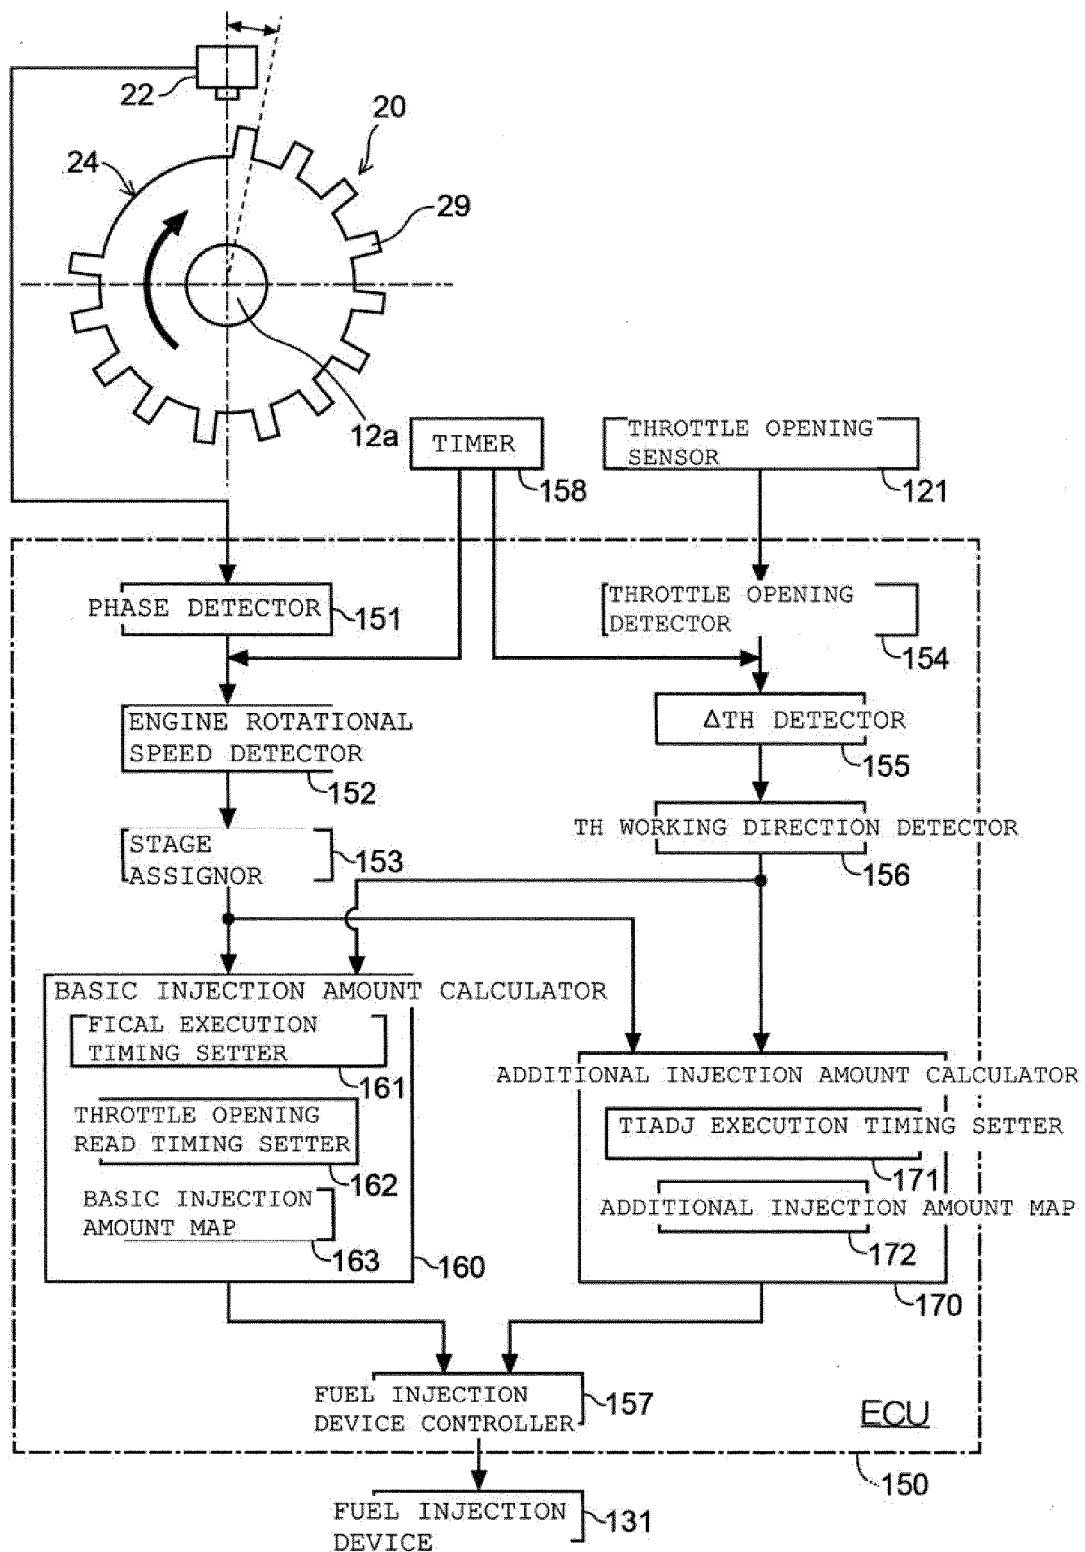 22
20
24
29
12a
TIMER
158
THROTTLE OPENING
SENSOR
121
PHASE DETECTOR
151
THROTTLE OPENING
DETECTOR
154
ENGINE ROTATIONAL
SPEED DETECTOR
152
ΔTH DETECTOR
155
STAGE
ASSIGNOR
153
TH WORKING DIRECTION DETECTOR
156
BASIC INJECTION AMOUNT CALCULATOR
FICAL EXECUTION
TIMING SETTER
161
THROTTLE OPENING
READ TIMING SETTER
162
BASIC INJECTION
AMOUNT MAP
163
160
ADDITIONAL INJECTION AMOUNT CALCULATOR
TIADJ EXECUTION TIMING SETTER
171
ADDITIONAL INJECTION AMOUNT MAP
172
170
FUEL INJECTION
DEVICE CONTROLLER
157
ECU
150
FUEL INJECTION
DEVICE
131